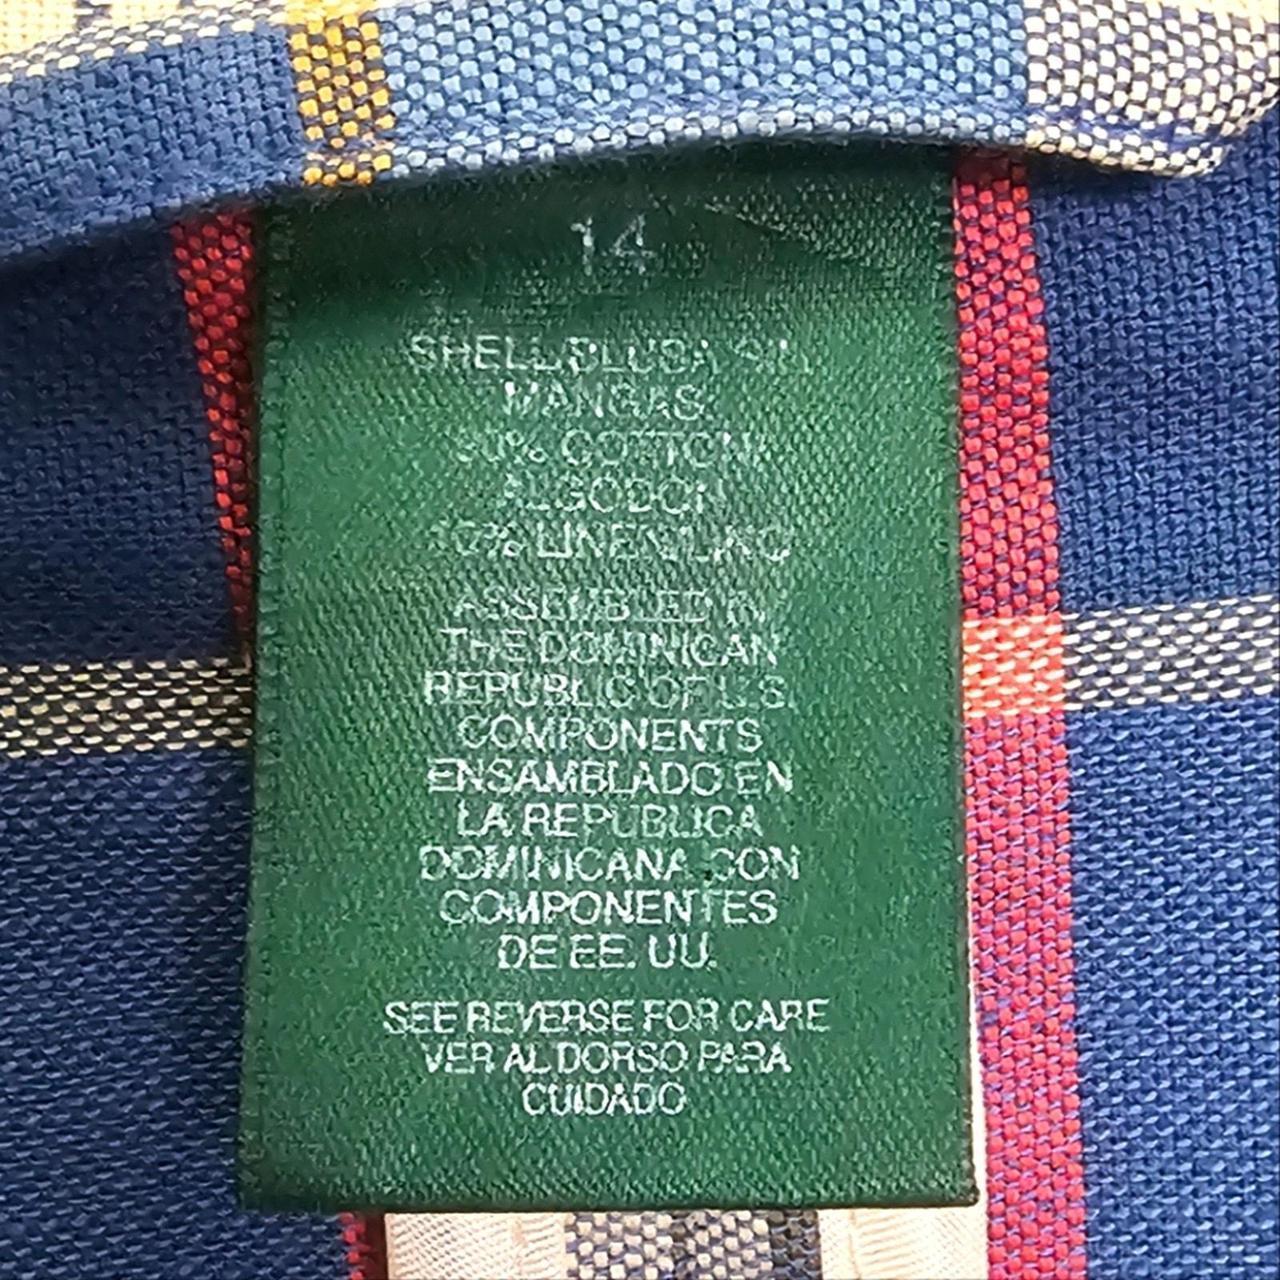 14
SHELL/BLUSA SIN
MANGAS:
COTTON/
ALGODON
LINEN/LINO
ASSEMBLED IN
THE DOMINICAN
REPUBLIC OF U.S.
COMPONENTS
ENSAMBLADO EN
LA REPUBLICA
DOMINICANA CON
COMPONENTES
DE EE. UU.
SEE REVERSE FOR CARE
VER AL DORSO PARA
CUIDADO